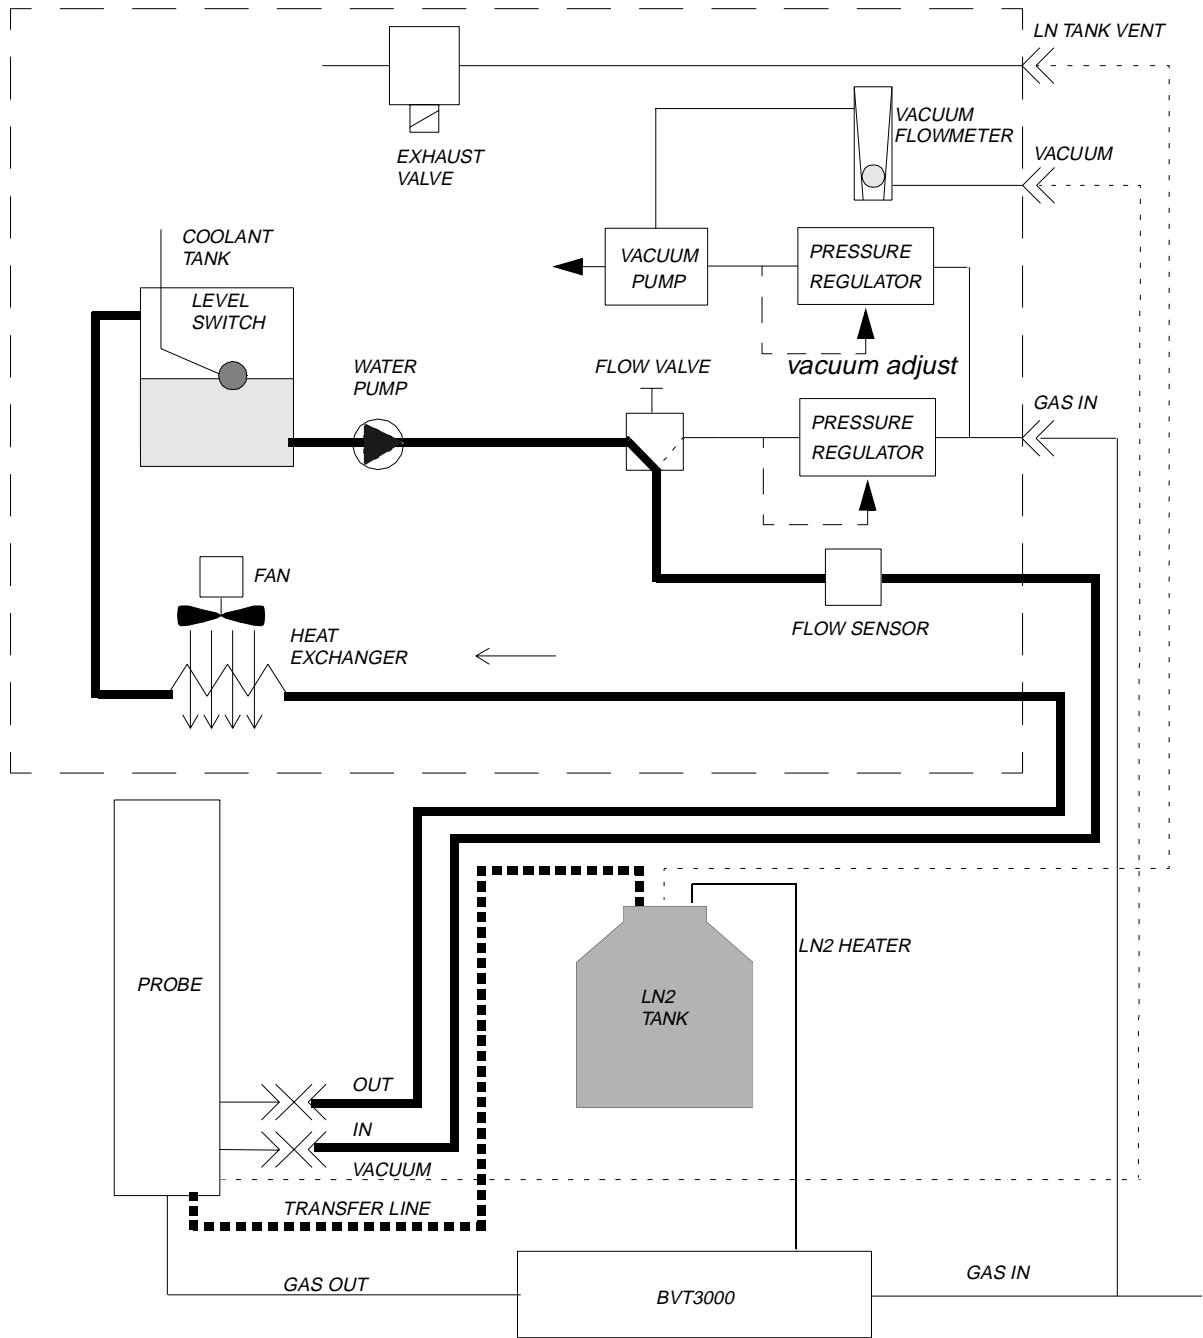 LN TANK VENT
VACUUM
FLOWMETER
EXHAUST
VALVE
VACUUM
COOLANT
TANK
VACUUM
PUMP
PRESSURE
REGULATOR
LEVEL
SWITCH
WATER
PUMP
FLOW VALVE
vacuum adjust
GAS IN
PRESSURE
REGULATOR
FAN
FLOW SENSOR
HEAT
EXCHANGER
LN2 HEATER
PROBE
LN2
TANK
OUT
IN
VACUUM
TRANSFER LINE
GAS OUT
GAS IN
BVT3000